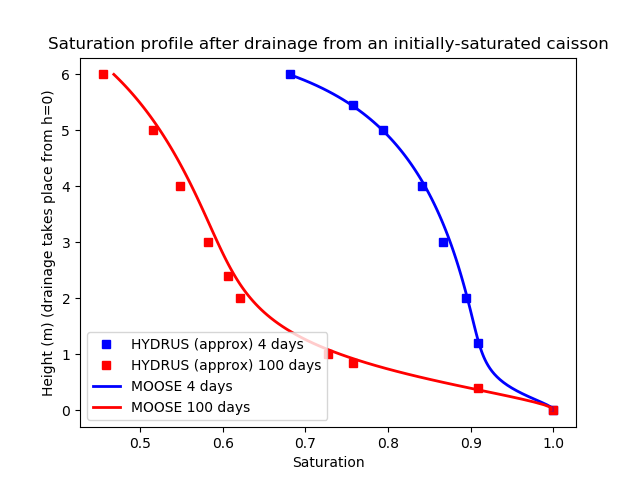 Saturation profile after drainage from an initially-saturated caisson
Height (m) (drainage takes place from h=0)
6
5
4
3
2
1
0
HYDRUS (approx) 4 days
HYDRUS (approx) 100 days
MOOSE 4 days
MOOSE 100 days
0.5 0.6 0.7 0.8 0.9 1.0
Saturation